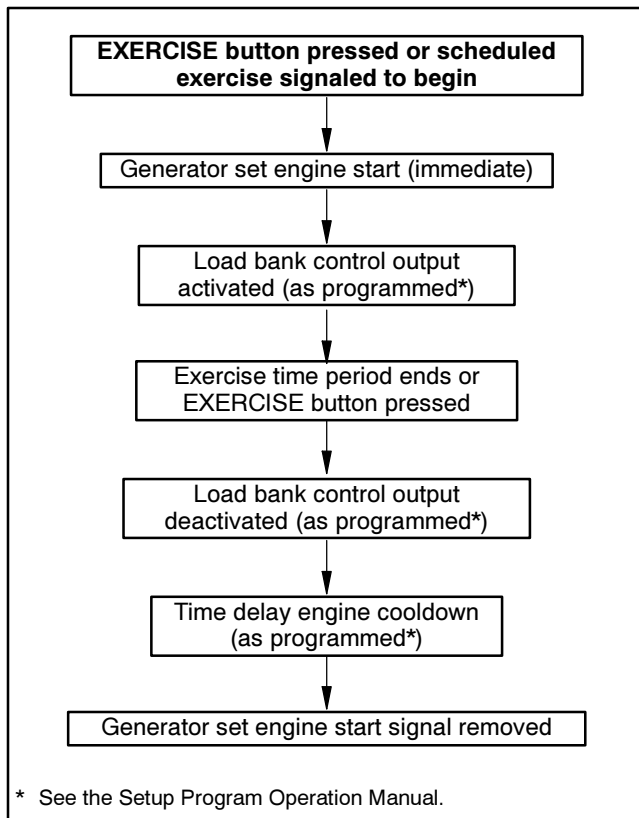 EXERCISE button pressed or scheduled
exercise signaled to begin
Generator set engine start (immediate)
Load bank control output
activated (as programmed*)
Exercise time period ends or
EXERCISE button pressed
Load bank control output
deactivated (as programmed*)
Time delay engine cooldown
(as programmed*)
Generator set engine start signal removed
* See the Setup Program Operation Manual.